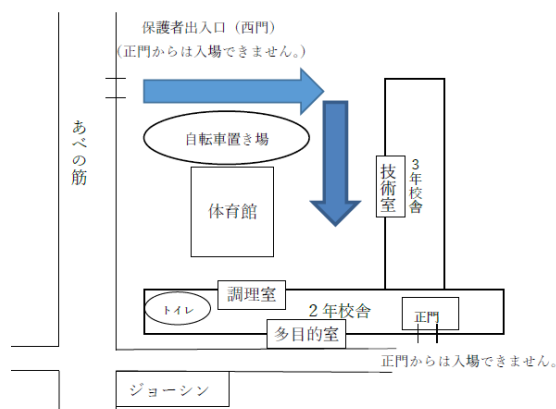 保護者出入口（西門）
（正門からは入場できません。）
あべの筋
自転車置き場
体育館
技術室
3年校舎
調理室
トイレ
２年校舎
正門
多目的室
正門からは入場できません。
ジョーシン